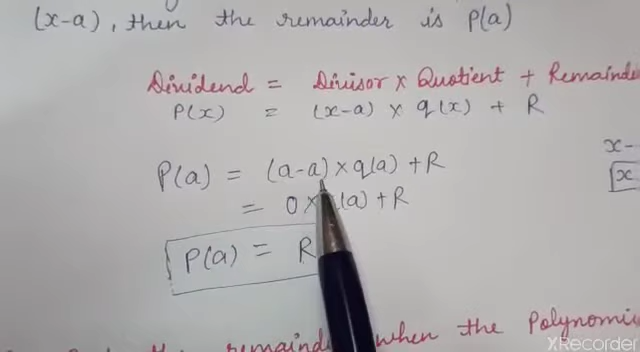 (x-a), then the remainder is P(a)
Dividend = Divisor × Quotient + Remainde
P(x) = (x-a) × q(x) + R
P(a) = (a-a) × q(a) + R
x-
x
= 0 × (a) + R
P(a) = R
remainde when the Polynomi
XRecorder